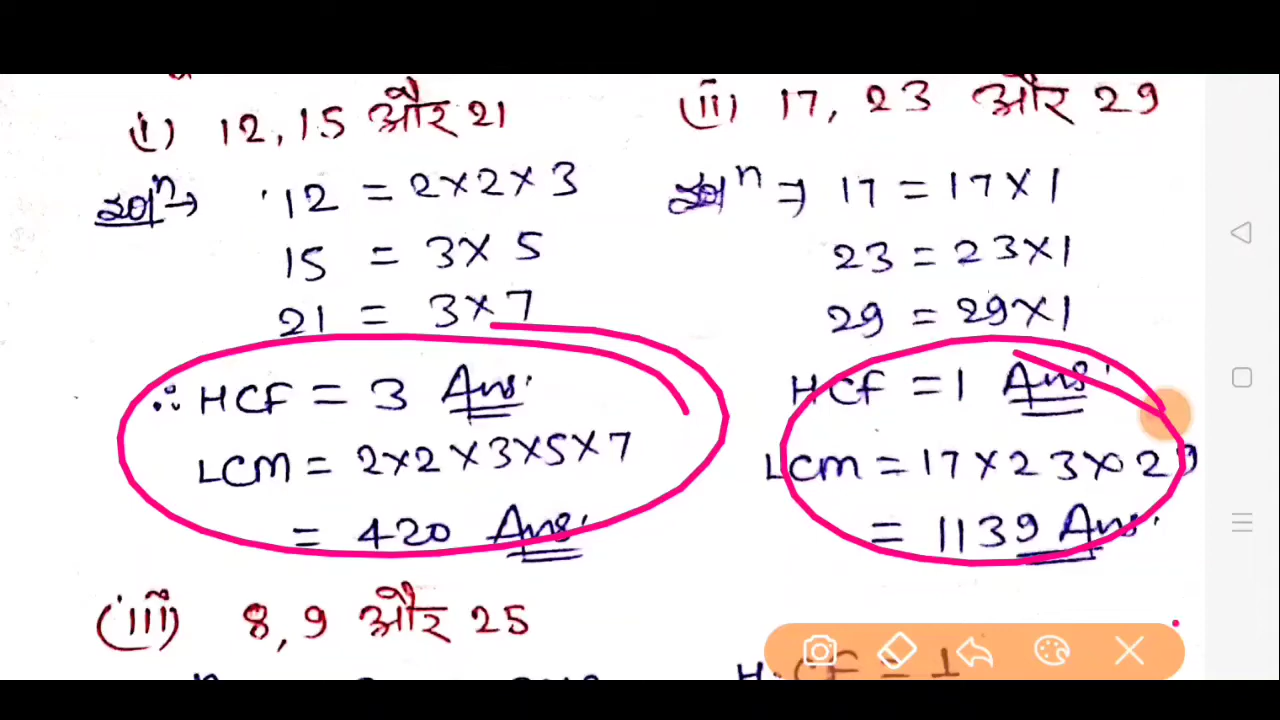 (i) 12, 15 और 21
हलⁿ→ 12 = 2×2×3
15 = 3×5
21 = 3×7
∴ HCF = 3 Ans.
LCM = 2×2×3×5×7
= 420 Ans.
(ii) 17, 23 और 29
हलⁿ ⇒ 17 = 17×1
23 = 23×1
29 = 29×1
HCF = 1 Ans.
LCM = 17×23×29
= 1139 Ans.
(iii) 8, 9 और 25